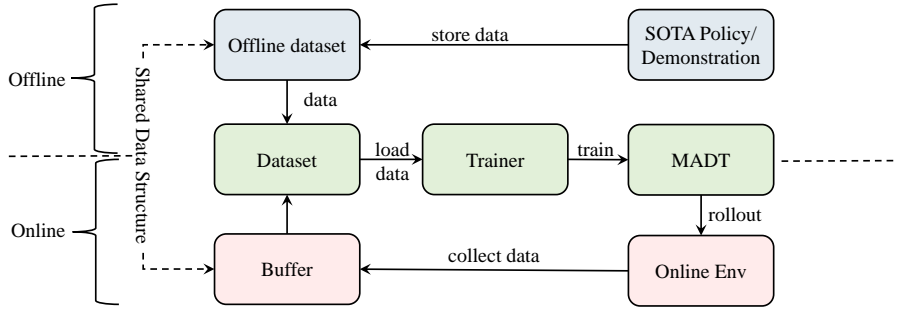 Offline dataset
store data
SOTA Policy/
Demonstration
Offline
Shared Data Structure
data
Dataset
load
data
Trainer
train
MADT
Online
rollout
Buffer
collect data
Online Env